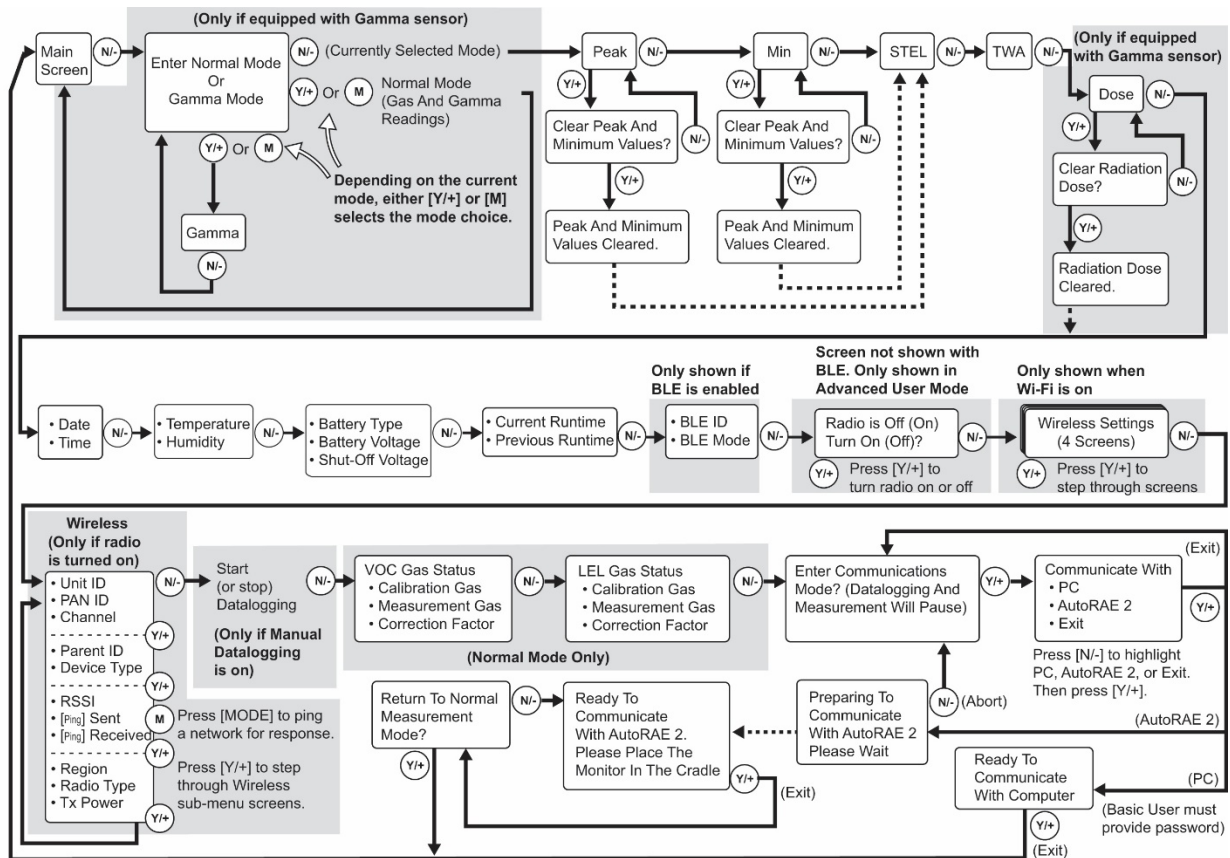 (Only if equipped with Gamma sensor)
Main
Screen
N/-
Enter Normal Mode
Or
Gamma Mode
N/-
(Currently Selected Mode)
Y/+
Or
M
Normal Mode
(Gas And Gamma
Readings)
Y/+
Or
M
Depending on the current
mode, either [Y/+] or [M]
selects the mode choice.
Gamma
N/-
Peak
N/-
Y/+
Clear Peak And
Minimum Values?
N/-
Y/+
Peak And Minimum
Values Cleared.
Min
N/-
Y/+
Clear Peak And
Minimum Values?
N/-
Y/+
Peak And Minimum
Values Cleared.
STEL
N/-
TWA
N/-
(Only if equipped
with Gamma sensor)
Dose
N/-
Y/+
Clear Radiation
Dose?
N/-
Y/+
Radiation Dose
Cleared.
• Date
• Time
N/-
• Temperature
• Humidity
N/-
• Battery Type
• Battery Voltage
• Shut-Off Voltage
N/-
• Current Runtime
• Previous Runtime
N/-
Only shown if
BLE is enabled
• BLE ID
• BLE Mode
N/-
Screen not shown with
BLE. Only shown in
Advanced User Mode
Radio is Off (On)
Turn On (Off)?
N/-
Y/+
Press [Y/+] to
turn radio on or off
Only shown when
Wi-Fi is on
Wireless Settings
(4 Screens)
N/-
Y/+
Press [Y/+] to
step through screens
Wireless
(Only if radio
is turned on)
• Unit ID
• PAN ID
• Channel
N/-
Y/+
• Parent ID
• Device Type
Y/+
• RSSI
• [Ping] Sent
• [Ping] Received
M
Press [MODE] to ping
a network for response.
Y/+
• Region
• Radio Type
• Tx Power
Press [Y/+] to step
through Wireless
sub-menu screens.
Y/+
Start
(or stop)
Datalogging
N/-
(Only if Manual
Datalogging
is on)
VOC Gas Status
• Calibration Gas
• Measurement Gas
• Correction Factor
N/-
LEL Gas Status
• Calibration Gas
• Measurement Gas
• Correction Factor
N/-
(Normal Mode Only)
Enter Communications
Mode? (Datalogging And
Measurement Will Pause)
Y/+
Communicate With
• PC
• AutoRAE 2
• Exit
(Exit)
Y/+
Press [N/-] to highlight
PC, AutoRAE 2, or Exit.
Then press [Y/+].
(AutoRAE 2)
N/-
(Abort)
Preparing To
Communicate
With AutoRAE 2
Please Wait
Ready To
Communicate
With AutoRAE 2.
Please Place The
Monitor In The Cradle
Y/+
(Exit)
N/-
Return To Normal
Measurement
Mode?
Y/+
Ready To
Communicate
With Computer
(PC)
(Basic User must
provide password)
Y/+
(Exit)